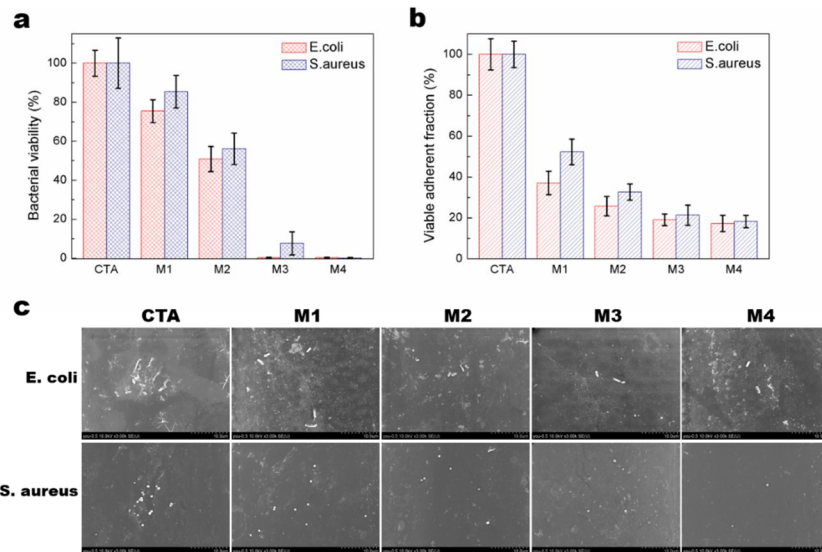 a
Bacterial viability (%)
100
80
60
40
20
0
CTA M1 M2 M3 M4
E.coli
S.aureus
b
Viable adherent fraction (%)
100
80
60
40
20
0
CTA M1 M2 M3 M4
E.coli
S.aureus
c
CTA M1 M2 M3 M4
E. coli
S. aureus